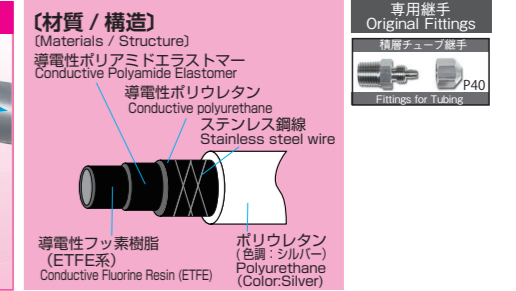 〔材質 / 構造〕
〔Materials / Structure〕
導電性ポリアミドエラストマー
Conductive Polyamide Elastomer
導電性ポリウレタン
Conductive polyurethane
ステンレス鋼線
Stainless steel wire
導電性フッ素樹脂
（ETFE系）
Conductive Fluorine Resin (ETFE)
ポリウレタン
（色調：シルバー）
Polyurethane
(Color:Silver)
専用継手
Original Fittings
積層チューブ継手
P40
Fittings for Tubing